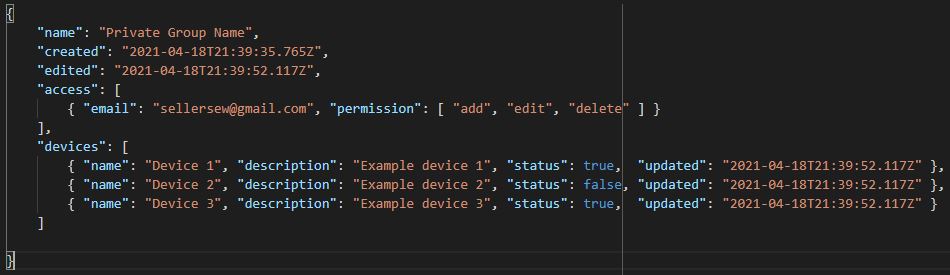 {
    "name": "Private Group Name",
    "created": "2021-04-18T21:39:35.765Z",
    "edited": "2021-04-18T21:39:52.117Z",
    "access": [
        { "email": "sellersew@gmail.com", "permission": [ "add", "edit", "delete" ] }
    ],
    "devices": [
        { "name": "Device 1", "description": "Example device 1", "status": true,  "updated": "2021-04-18T21:39:52.117Z" },
        { "name": "Device 2", "description": "Example device 2", "status": false, "updated": "2021-04-18T21:39:52.117Z" },
        { "name": "Device 3", "description": "Example device 3", "status": true,  "updated": "2021-04-18T21:39:52.117Z" }
    ]
}